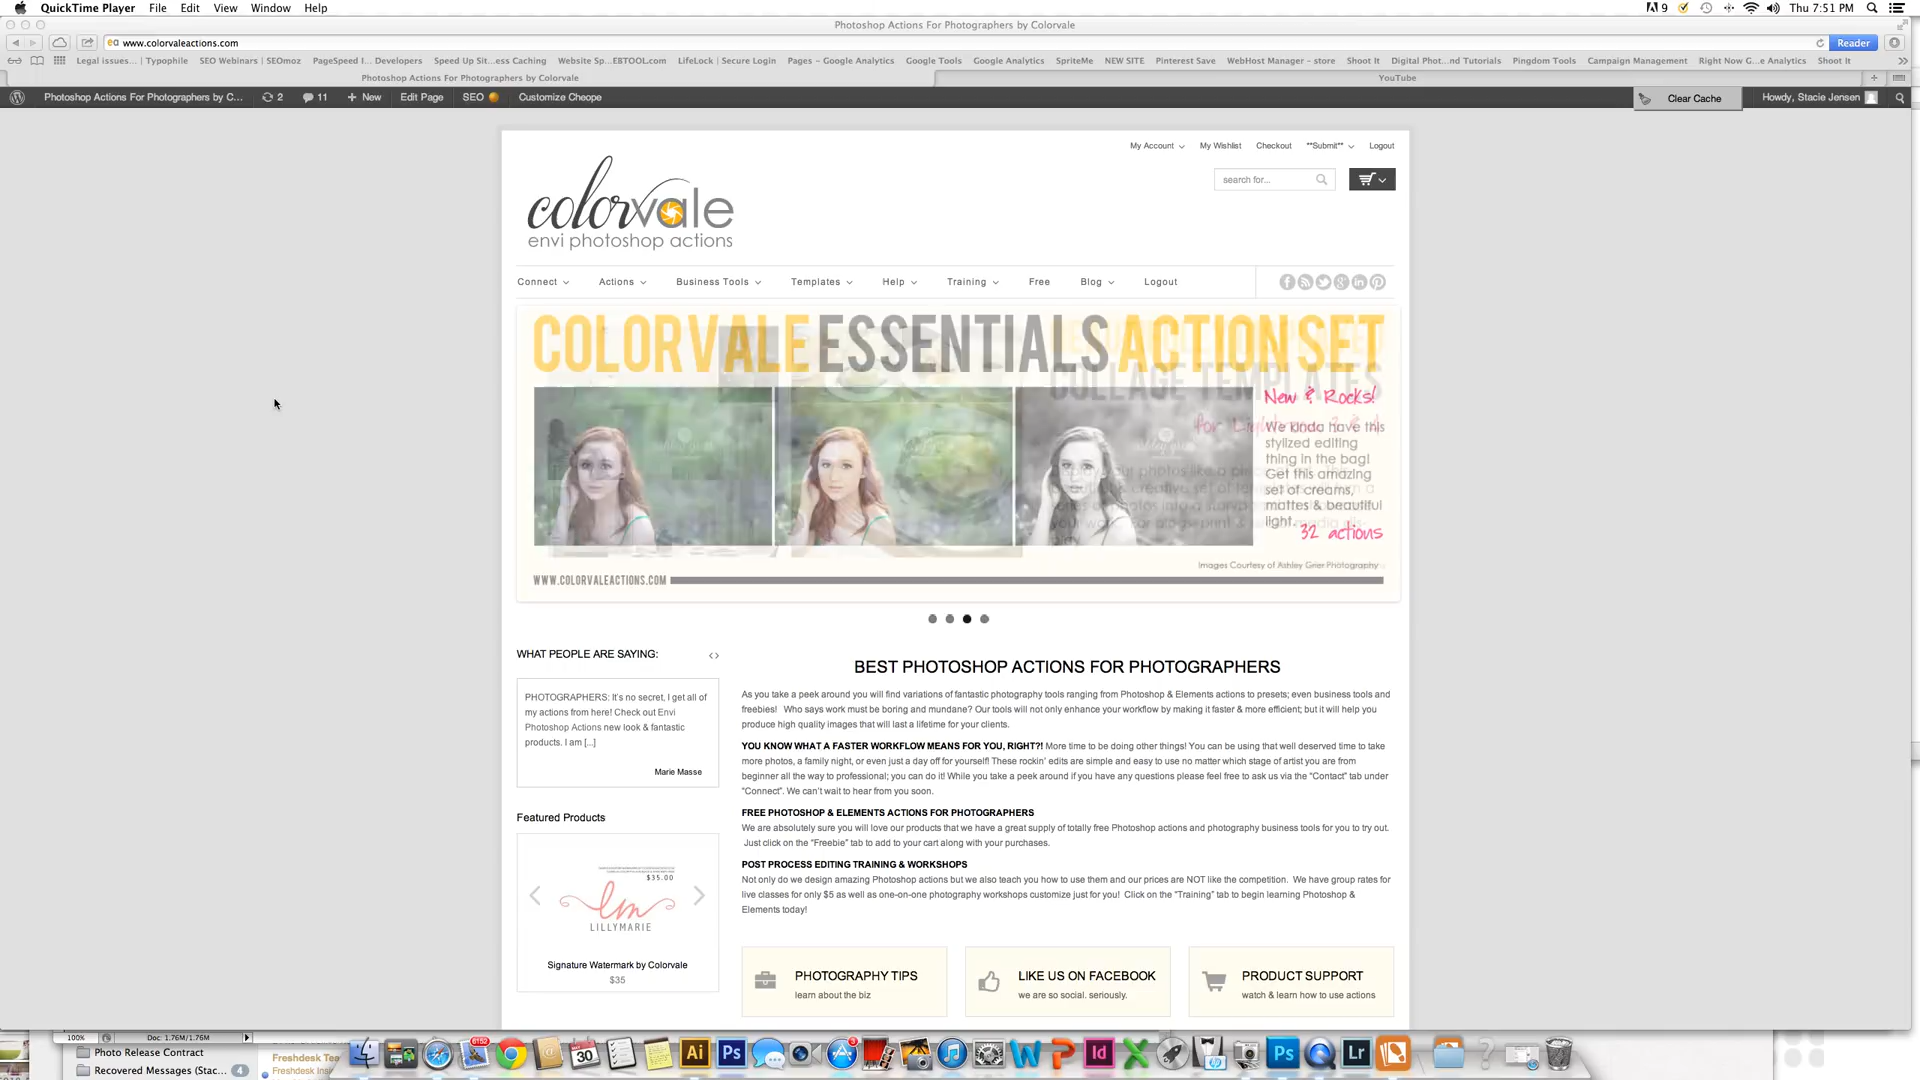 QuickTime Player File Edit View Window Help
9 Thu 7:51 PM
Photoshop Actions For Photographers by Colorvale
www.colorvaleactions.com
Reader
Legal issues... | Typophile SEO Webinars | SEOmoz PageSpeed I... Developers Speed Up Sit...ess Caching Website Sp...EBTOOL.com LifeLock | Secure Login Pages – Google Analytics Google Tools Google Analytics SpriteMe NEW SITE Pinterest Save WebHost Manager – store Shoot It Digital Phot...nd Tutorials Pingdom Tools Campaign Management Right Now G...e Analytics Shoot It
Photoshop Actions For Photographers by Colorvale
YouTube
Photoshop Actions For Photographers by C... 2 11 + New Edit Page SEO Customize Cheope
Clear Cache
Howdy, Stacie Jensen
My Account My Wishlist Checkout **Submit** Logout
search for...
colorvale
envi photoshop actions
Connect Actions Business Tools Templates Help Training Free Blog Logout
COLORVALE ESSENTIALS ACTION SET
COLLAGE TEMPLATES
New & Rocks!
We kinda have this
stylized editing
thing in the bag!
Get this amazing
set of creams,
mattes & beautiful
light.
32 actions
Images Courtesy of Ashley Grier Photography
WWW.COLORVALEACTIONS.COM
WHAT PEOPLE ARE SAYING:
PHOTOGRAPHERS: It's no secret, I get all of
my actions from here! Check out Envi
Photoshop Actions new look & fantastic
products. I am [...]
Marie Masse
Featured Products
$35.00
lm
LILLYMARIE
Signature Watermark by Colorvale
$35
BEST PHOTOSHOP ACTIONS FOR PHOTOGRAPHERS
As you take a peek around you will find variations of fantastic photography tools ranging from Photoshop & Elements actions to presets; even business tools and
freebies! Who says work must be boring and mundane? Our tools will not only enhance your workflow by making it faster & more efficient; but it will help you
produce high quality images that will last a lifetime for your clients.
YOU KNOW WHAT A FASTER WORKFLOW MEANS FOR YOU, RIGHT?! More time to be doing other things! You can be using that well deserved time to take
more photos, a family night, or even just a day off for yourself! These rockin' edits are simple and easy to use no matter which stage of artist you are from
beginner all the way to professional; you can do it! While you take a peek around if you have any questions please feel free to ask us via the "Contact" tab under
"Connect". We can't wait to hear from you soon.
FREE PHOTOSHOP & ELEMENTS ACTIONS FOR PHOTOGRAPHERS
We are absolutely sure you will love our products that we have a great supply of totally free Photoshop actions and photography business tools for you to try out.
Just click on the "Freebie" tab to add to your cart along with your purchases.
POST PROCESS EDITING TRAINING & WORKSHOPS
Not only do we design amazing Photoshop actions but we also teach you how to use them and our prices are NOT like the competition. We have group rates for
live classes for only $5 as well as one-on-one photography workshops customize just for you! Click on the "Training" tab to begin learning Photoshop &
Elements today!
PHOTOGRAPHY TIPS
learn about the biz
LIKE US ON FACEBOOK
we are so social. seriously.
PRODUCT SUPPORT
watch & learn how to use actions
100% Doc: 1.76M/1.76M
Photo Release Contract
Recovered Messages (Stac... 4
Freshdesk Tea
Freshdesk Insi
6152
30
Ai Ps
3
Id
Ps
Lr